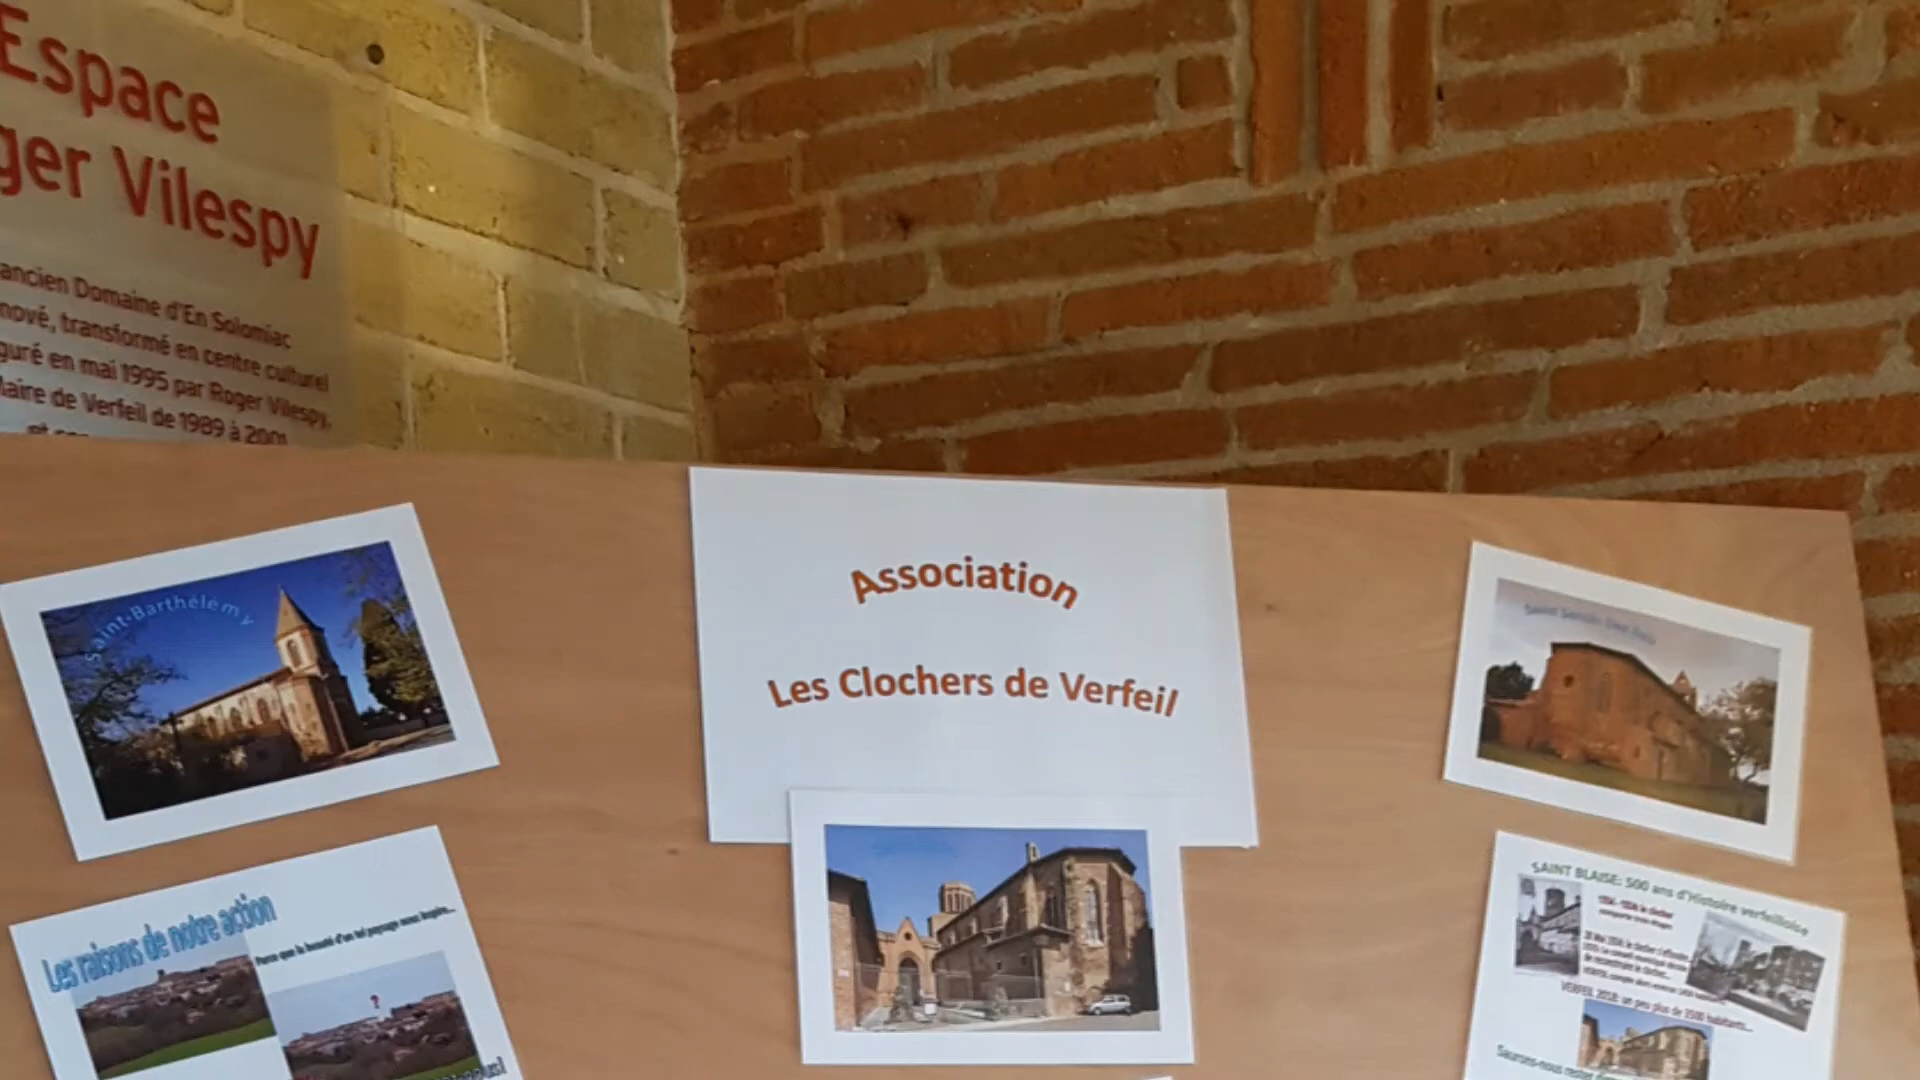 Espace
ger Vilespy
ancien Domaine d'En Solomiac
nové, transformé en centre culturel
guré en mai 1995 par Roger Vilespy,
Maire de Verfeil de 1989 à 2001
Association
Les Clochers de Verfeil
Saint-Barthélémy
Les raisons de notre action
Parce que la beauté d'un tel paysage nous inspire...
SAINT BLAISE: 500 ans d'Histoire verfeilloise
VERFEIL 2018: un peu plus de 3500 habitants...